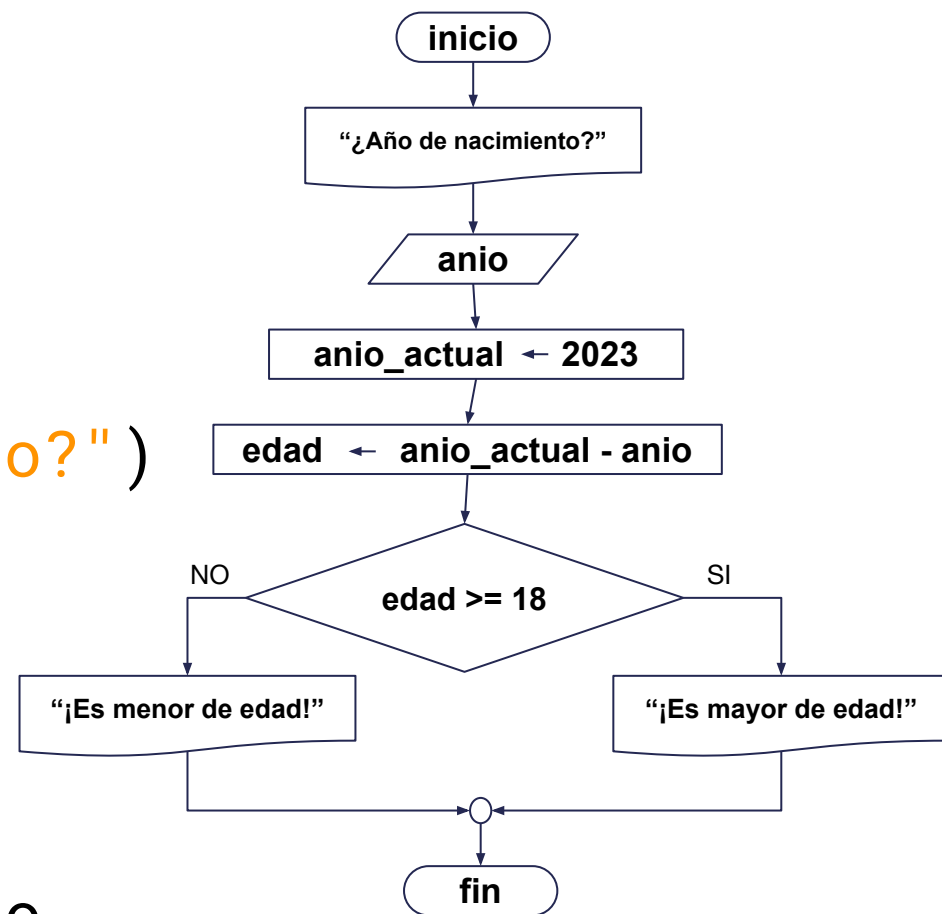 inicio
“¿Año de nacimiento?”
anio
anio_actual ← 2023
o?")
edad ← anio_actual - anio
NO
SI
edad >= 18
“¡Es menor de edad!”
“¡Es mayor de edad!”
fin